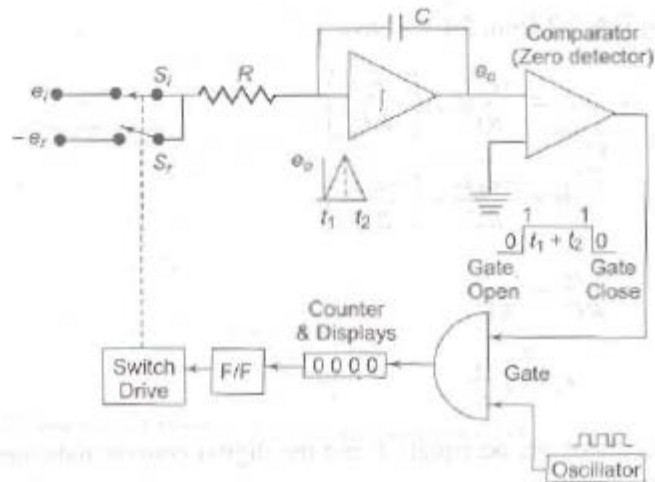 C
Comparator
(Zero detector)
e_i
S_i
R
e_a
∫
- e_r
S_r
e_o
t_1 t_2
1 1
0 t_1 + t_2 0
Gate Open
Gate Close
Counter
& Displays
0 0 0 0
Switch
Drive
F/F
Gate
Oscillator